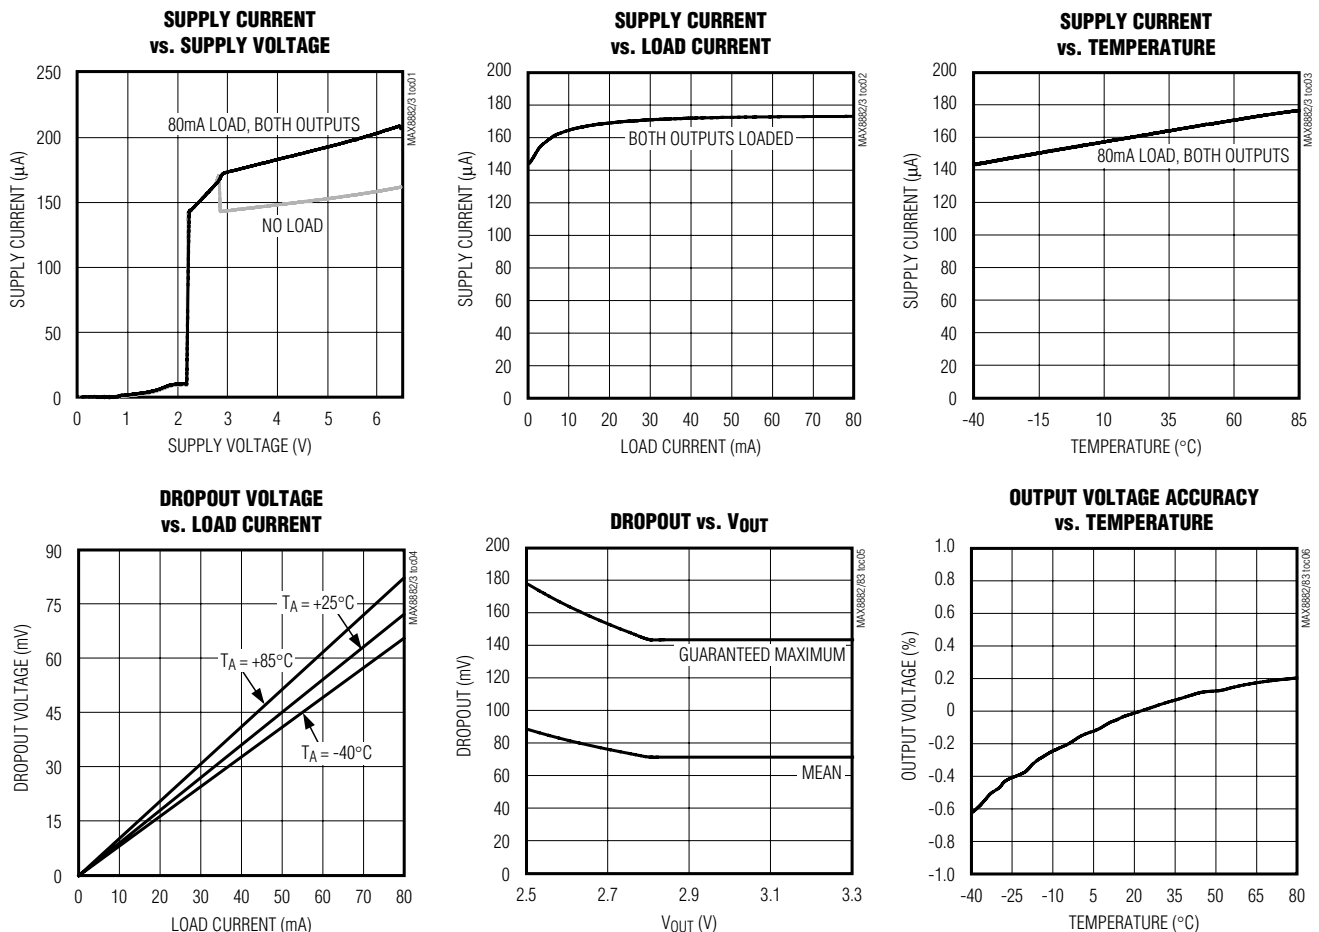 SUPPLY CURRENT
vs. SUPPLY VOLTAGE
250
200
150
100
50
0
SUPPLY CURRENT (µA)
80mA LOAD, BOTH OUTPUTS
NO LOAD
MAX8882/3 toc01
0 1 2 3 4 5 6
SUPPLY VOLTAGE (V)
SUPPLY CURRENT
vs. LOAD CURRENT
200
180
160
140
120
100
80
60
40
20
0
SUPPLY CURRENT (µA)
BOTH OUTPUTS LOADED
MAX8882/3 toc02
0 10 20 30 40 50 60 70 80
LOAD CURRENT (mA)
SUPPLY CURRENT
vs. TEMPERATURE
200
180
160
140
120
100
80
60
40
20
0
SUPPLY CURRENT (µA)
80mA LOAD, BOTH OUTPUTS
MAX8882/3 toc03
-40 -15 10 35 60 85
TEMPERATURE (°C)
DROPOUT VOLTAGE
vs. LOAD CURRENT
90
75
60
45
30
15
0
DROPOUT VOLTAGE (mV)
TA = +25°C
TA = +85°C
TA = -40°C
MAX8882/3 toc04
0 10 20 30 40 50 60 70 80
LOAD CURRENT (mA)
DROPOUT vs. VOUT
200
180
160
140
120
100
80
60
40
20
0
DROPOUT (mV)
GUARANTEED MAXIMUM
MEAN
MAX8882/83 toc05
2.5 2.7 2.9 3.1 3.3
VOUT (V)
OUTPUT VOLTAGE ACCURACY
vs. TEMPERATURE
1.0
0.8
0.6
0.4
0.2
0
-0.2
-0.4
-0.6
-0.8
-1.0
OUTPUT VOLTAGE (%)
MAX8882/83 toc06
-40 -25 -10 5 20 35 50 65 80
TEMPERATURE (°C)